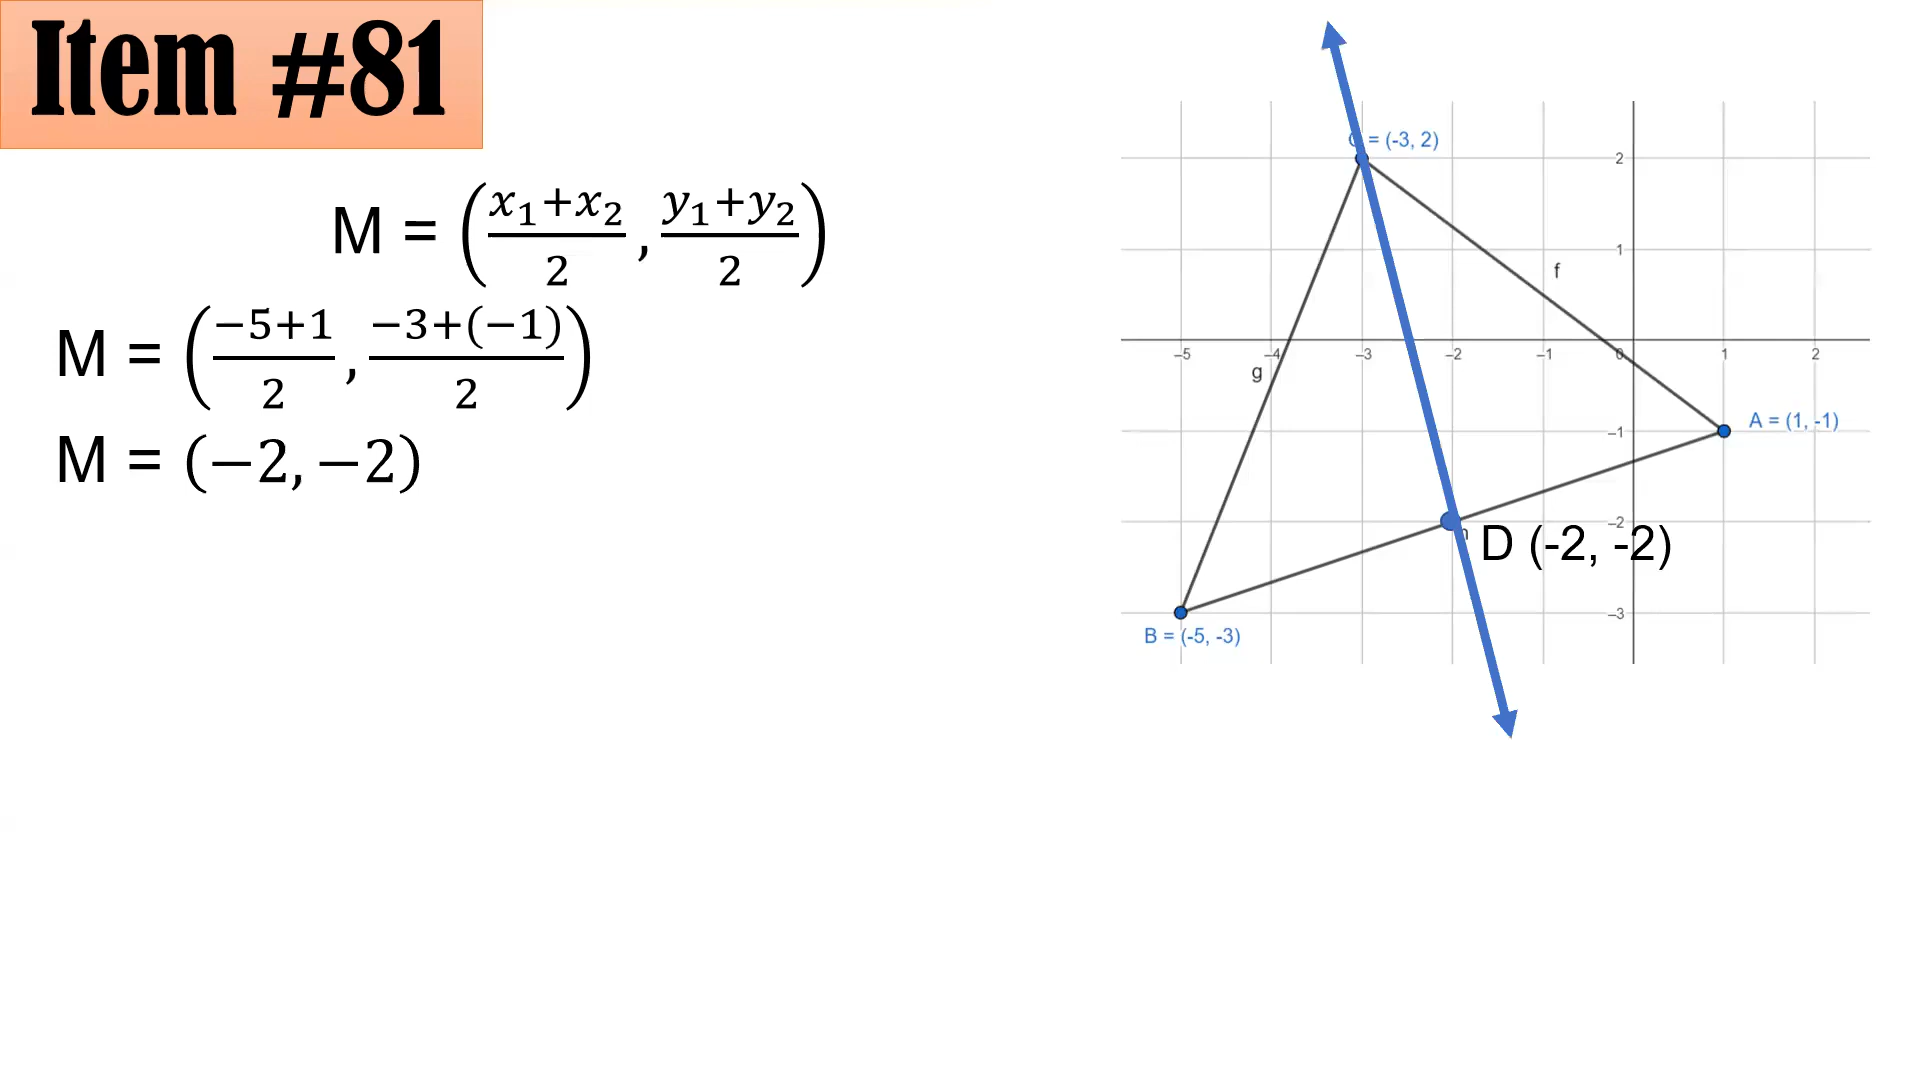 Item #81
M = (x₁+x₂/2, y₁+y₂/2)
M = (−5+1/2, −3+(−1)/2)
M = (−2, −2)
= (-3, 2)
2
1
f
–5 –4 –3 –2 –1 0 1 2
g
A = (1, -1)
–1
–2
D (-2, -2)
–3
B = (-5, -3)